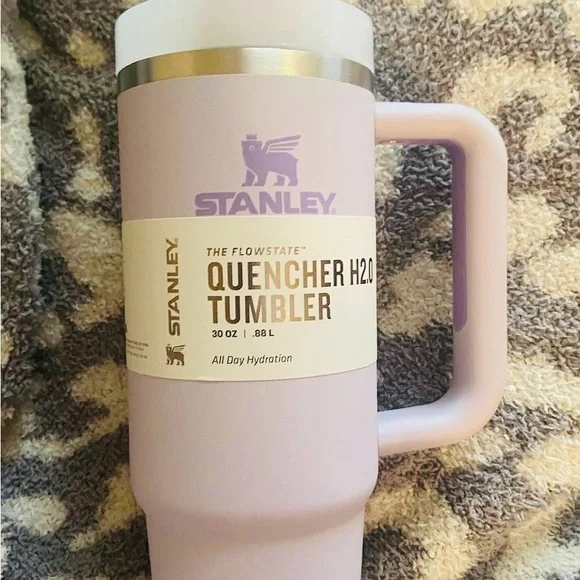 STANLEY
STANLEY
THE FLOWSTATE™
QUENCHER H2.0
TUMBLER
30 OZ | .88 L
All Day Hydration